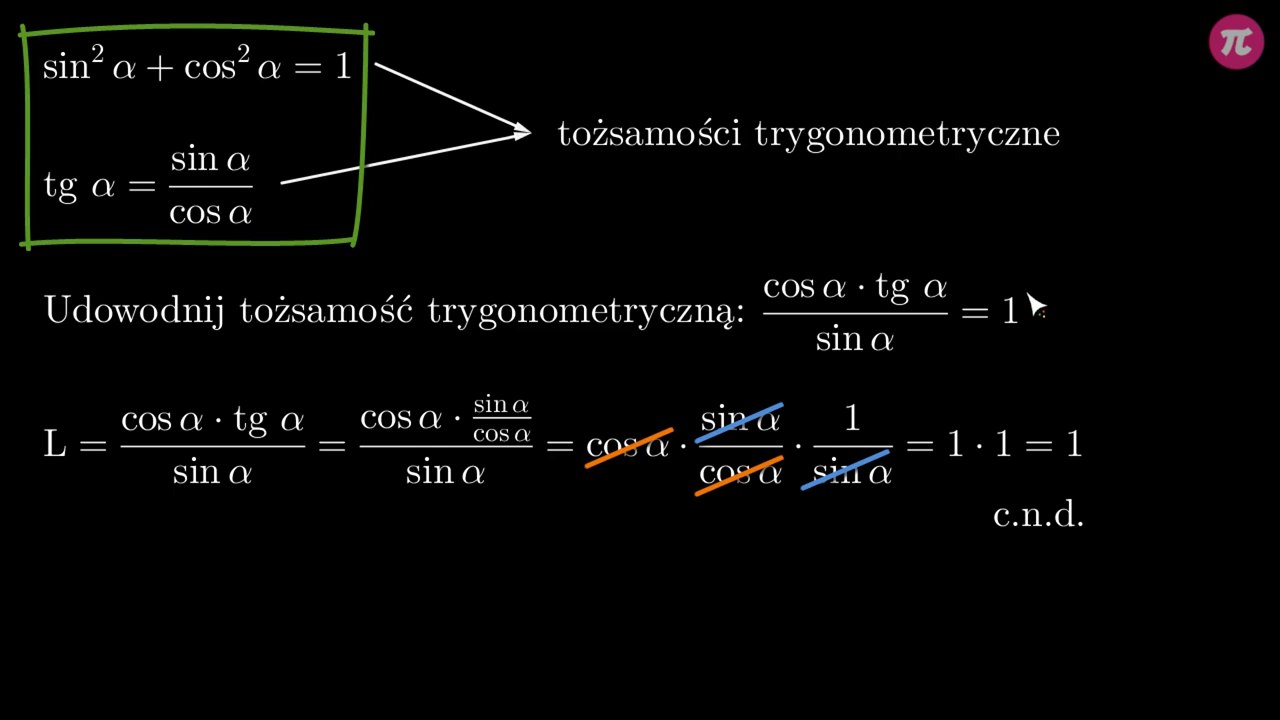 sin² α + cos² α = 1
tożsamości trygonometryczne
tg α = sin α / cos α
Udowodnij tożsamość trygonometryczną: (cos α · tg α) / sin α = 1
L = (cos α · tg α) / sin α = (cos α · (sin α / cos α)) / sin α = cos α · (sin α / cos α) · (1 / sin α) = 1 · 1 = 1
c.n.d.
π